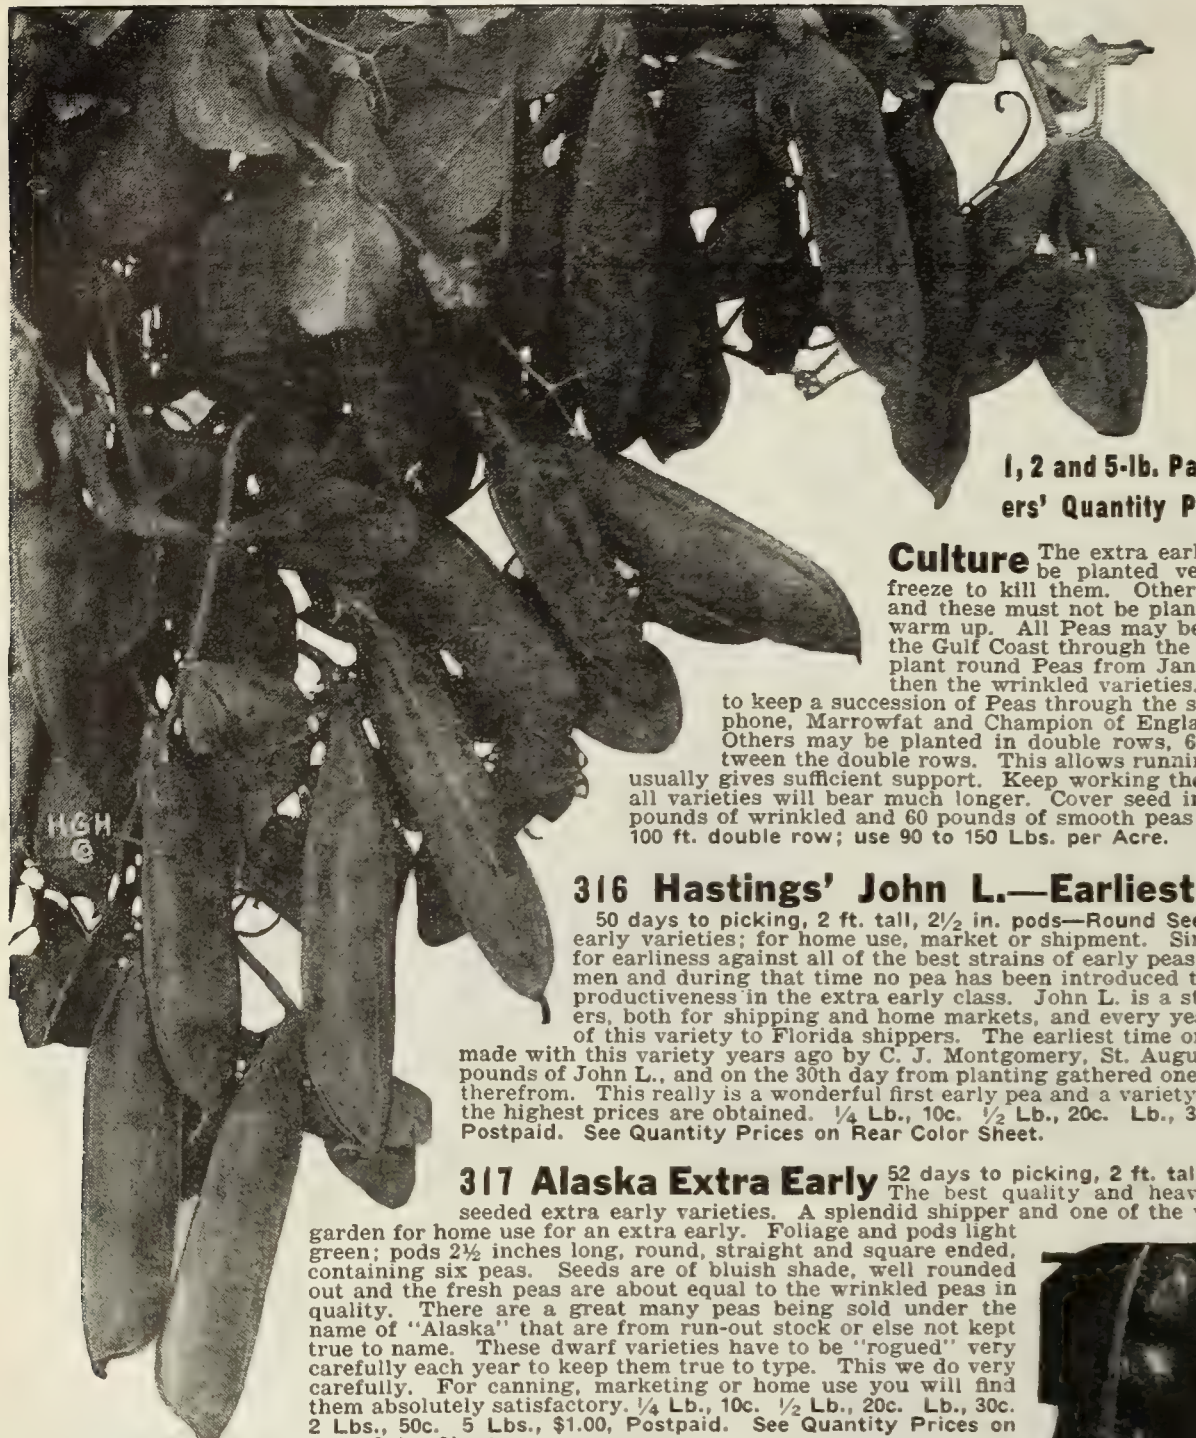 1, 2 and 5-lb. Pa
ers' Quantity P
Culture The extra earl
be planted ve
freeze to kill them. Other
and these must not be plan
warm up. All Peas may be
the Gulf Coast through the
plant round Peas from Jan
then the wrinkled varieties.
to keep a succession of Peas through the s
phone, Marrowfat and Champion of Engla
Others may be planted in double rows, 6
tween the double rows. This allows runnin
usually gives sufficient support. Keep working the
all varieties will bear much longer. Cover seed in
pounds of wrinkled and 60 pounds of smooth peas
100 ft. double row; use 90 to 150 Lbs. per Acre.
HGH
©
316 Hastings' John L.—Earliest
50 days to picking, 2 ft. tall, 2½ in. pods—Round See
early varieties; for home use, market or shipment. Sin
for earliness against all of the best strains of early peas
men and during that time no pea has been introduced t
productiveness in the extra early class. John L. is a st
ers, both for shipping and home markets, and every yea
of this variety to Florida shippers. The earliest time o
made with this variety years ago by C. J. Montgomery, St. Augu
pounds of John L., and on the 30th day from planting gathered one
therefrom. This really is a wonderful first early pea and a variety
the highest prices are obtained. ¼ Lb., 10c. ½ Lb., 20c. Lb., 3
Postpaid. See Quantity Prices on Rear Color Sheet.
317 Alaska Extra Early 52 days to picking, 2 ft. tal
The best quality and heav
seeded extra early varieties. A splendid shipper and one of the
garden for home use for an extra early. Foliage and pods light
green; pods 2½ inches long, round, straight and square ended,
containing six peas. Seeds are of bluish shade, well rounded
out and the fresh peas are about equal to the wrinkled peas in
quality. There are a great many peas being sold under the
name of "Alaska" that are from run-out stock or else not kept
true to name. These dwarf varieties have to be "rogued" very
carefully each year to keep them true to type. This we do very
carefully. For canning, marketing or home use you will find
them absolutely satisfactory. ¼ Lb., 10c. ½ Lb., 20c. Lb., 30c.
2 Lbs., 50c. 5 Lbs., $1.00, Postpaid. See Quantity Prices on